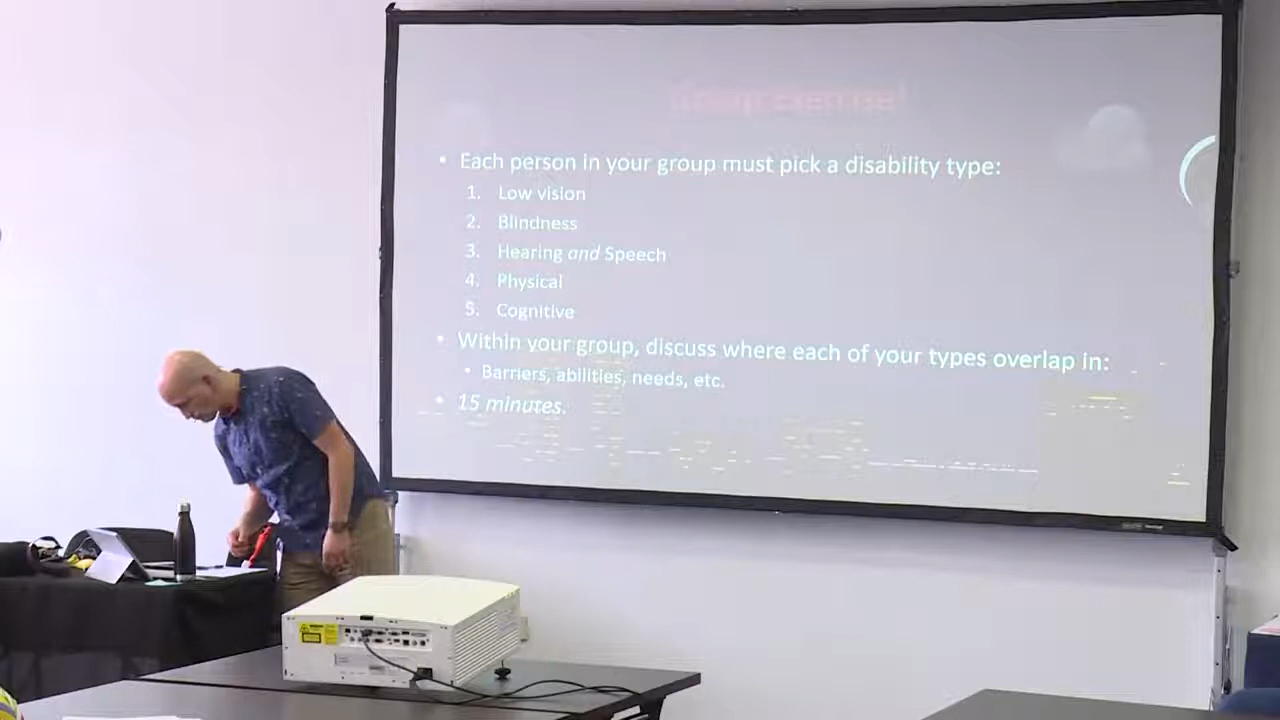 Group exercise!
• Each person in your group must pick a disability type:
1. Low vision
2. Blindness
3. Hearing and Speech
4. Physical
5. Cognitive
• Within your group, discuss where each of your types overlap in:
• Barriers, abilities, needs, etc.
• 15 minutes.